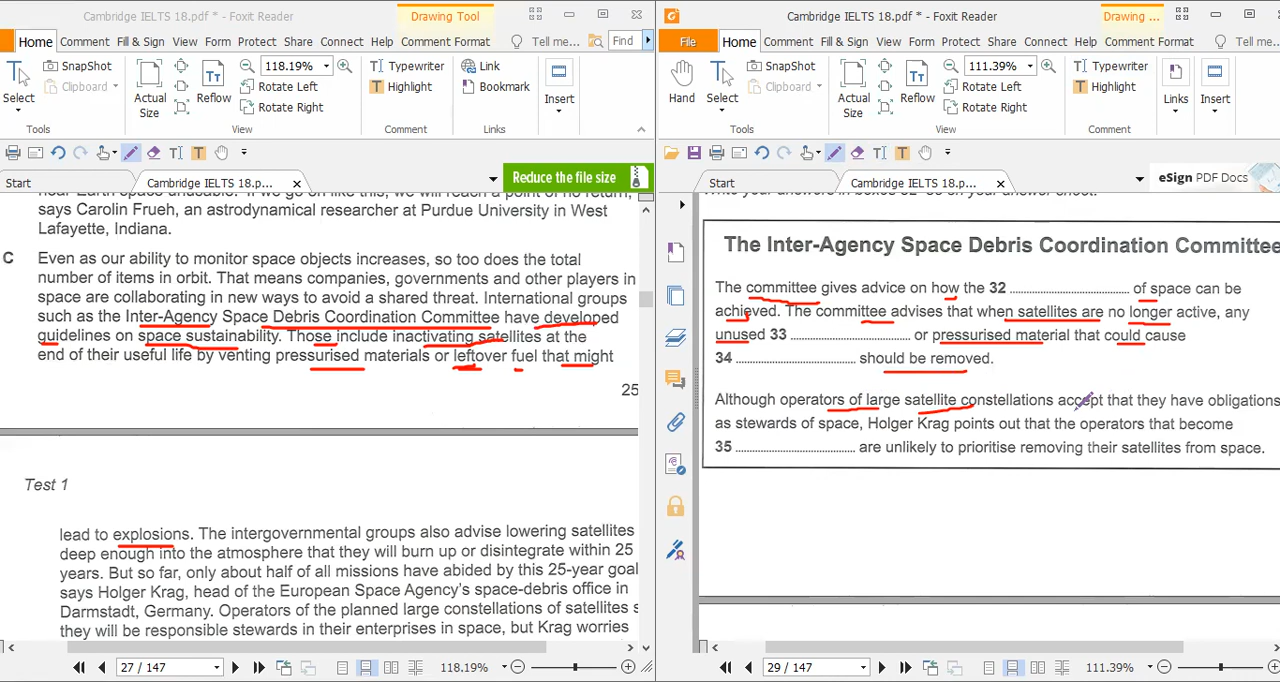 Cambridge IELTS 18.pdf * - Foxit Reader
Drawing Tool
Home Comment Fill & Sign View Form Protect Share Connect Help Comment Format Tell me... Find
Select
SnapShot
Clipboard
Actual Size
Reflow
118.19%
Rotate Left
Rotate Right
Typewriter
Highlight
Link
Bookmark
Insert
Tools View Comment Links
Reduce the file size
Start Cambridge IELTS 18.p...
says Carolin Frueh, an astrodynamical researcher at Purdue University in West
Lafayette, Indiana.
C Even as our ability to monitor space objects increases, so too does the total
number of items in orbit. That means companies, governments and other players in
space are collaborating in new ways to avoid a shared threat. International groups
such as the Inter-Agency Space Debris Coordination Committee have developed
guidelines on space sustainability. Those include inactivating satellites at the
end of their useful life by venting pressurised materials or leftover fuel that might
25
Test 1
lead to explosions. The intergovernmental groups also advise lowering satellites
deep enough into the atmosphere that they will burn up or disintegrate within 25
years. But so far, only about half of all missions have abided by this 25-year goal
says Holger Krag, head of the European Space Agency's space-debris office in
Darmstadt, Germany. Operators of the planned large constellations of satellites s
they will be responsible stewards in their enterprises in space, but Krag worries
27 / 147
118.19%
Cambridge IELTS 18.pdf * - Foxit Reader
Drawing ...
File Home Comment Fill & Sign View Form Protect Share Connect Help Comment Format Tell me
Hand
Select
SnapShot
Clipboard
Actual Size
Reflow
111.39%
Rotate Left
Rotate Right
Typewriter
Highlight
Links
Insert
Tools View Comment
eSign PDF Docs
Start Cambridge IELTS 18.p...
The Inter-Agency Space Debris Coordination Committee
The committee gives advice on how the 32 .............................. of space can be
achieved. The committee advises that when satellites are no longer active, any
unused 33 .............................. or pressurised material that could cause
34 .............................. should be removed.
Although operators of large satellite constellations accept that they have obligations
as stewards of space, Holger Krag points out that the operators that become
35 .............................. are unlikely to prioritise removing their satellites from space.
29 / 147
111.39%